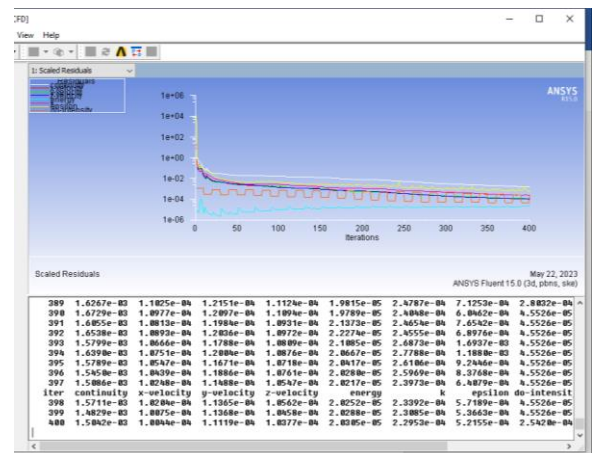 CFD]
View Help
1: Scaled Residuals
Residuals
energy
epsilon
do-intensity
ANSYS
R15.0
1e+06
1e+04
1e+02
1e+00
1e-02
1e-04
1e-06
0 50 100 150 200 250 300 350 400
Iterations
Scaled Residuals
May 22, 2023
ANSYS Fluent 15.0 (3d, pbns, ske)
389 1.6267e-03 1.1025e-04 1.2151e-04 1.1124e-04 1.9815e-05 2.4787e-04 7.1253e-04 2.8032e-04
390 1.6729e-03 1.0977e-04 1.2097e-04 1.1094e-04 1.9789e-05 2.4048e-04 6.0462e-04 4.5526e-05
391 1.6055e-03 1.0813e-04 1.1984e-04 1.0931e-04 2.1373e-05 2.4654e-04 7.6542e-04 4.5526e-05
392 1.6538e-03 1.0893e-04 1.2036e-04 1.0972e-04 2.2274e-05 2.4555e-04 6.8976e-04 4.5526e-05
393 1.5799e-03 1.0666e-04 1.1788e-04 1.0809e-04 2.1085e-05 2.6873e-04 1.6937e-03 4.5526e-05
394 1.6390e-03 1.0751e-04 1.2004e-04 1.0876e-04 2.0667e-05 2.7788e-04 1.1880e-03 4.5526e-05
395 1.5789e-03 1.0547e-04 1.1671e-04 1.0718e-04 2.0417e-05 2.6106e-04 9.2446e-04 4.5526e-05
396 1.5450e-03 1.0439e-04 1.1886e-04 1.0761e-04 2.0280e-05 2.5969e-04 8.3768e-04 4.5526e-05
397 1.5086e-03 1.0248e-04 1.1488e-04 1.0547e-04 2.0217e-05 2.3973e-04 6.4079e-04 4.5526e-05
iter continuity x-velocity y-velocity z-velocity energy k epsilon do-intensit
398 1.5711e-03 1.0204e-04 1.1365e-04 1.0562e-04 2.0252e-05 2.3392e-04 5.7189e-04 4.5526e-05
399 1.4829e-03 1.0075e-04 1.1368e-04 1.0458e-04 2.0288e-05 2.3085e-04 5.3663e-04 4.5526e-05
400 1.5042e-03 1.0044e-04 1.1119e-04 1.0377e-04 2.0305e-05 2.2953e-04 5.2155e-04 2.5420e-04